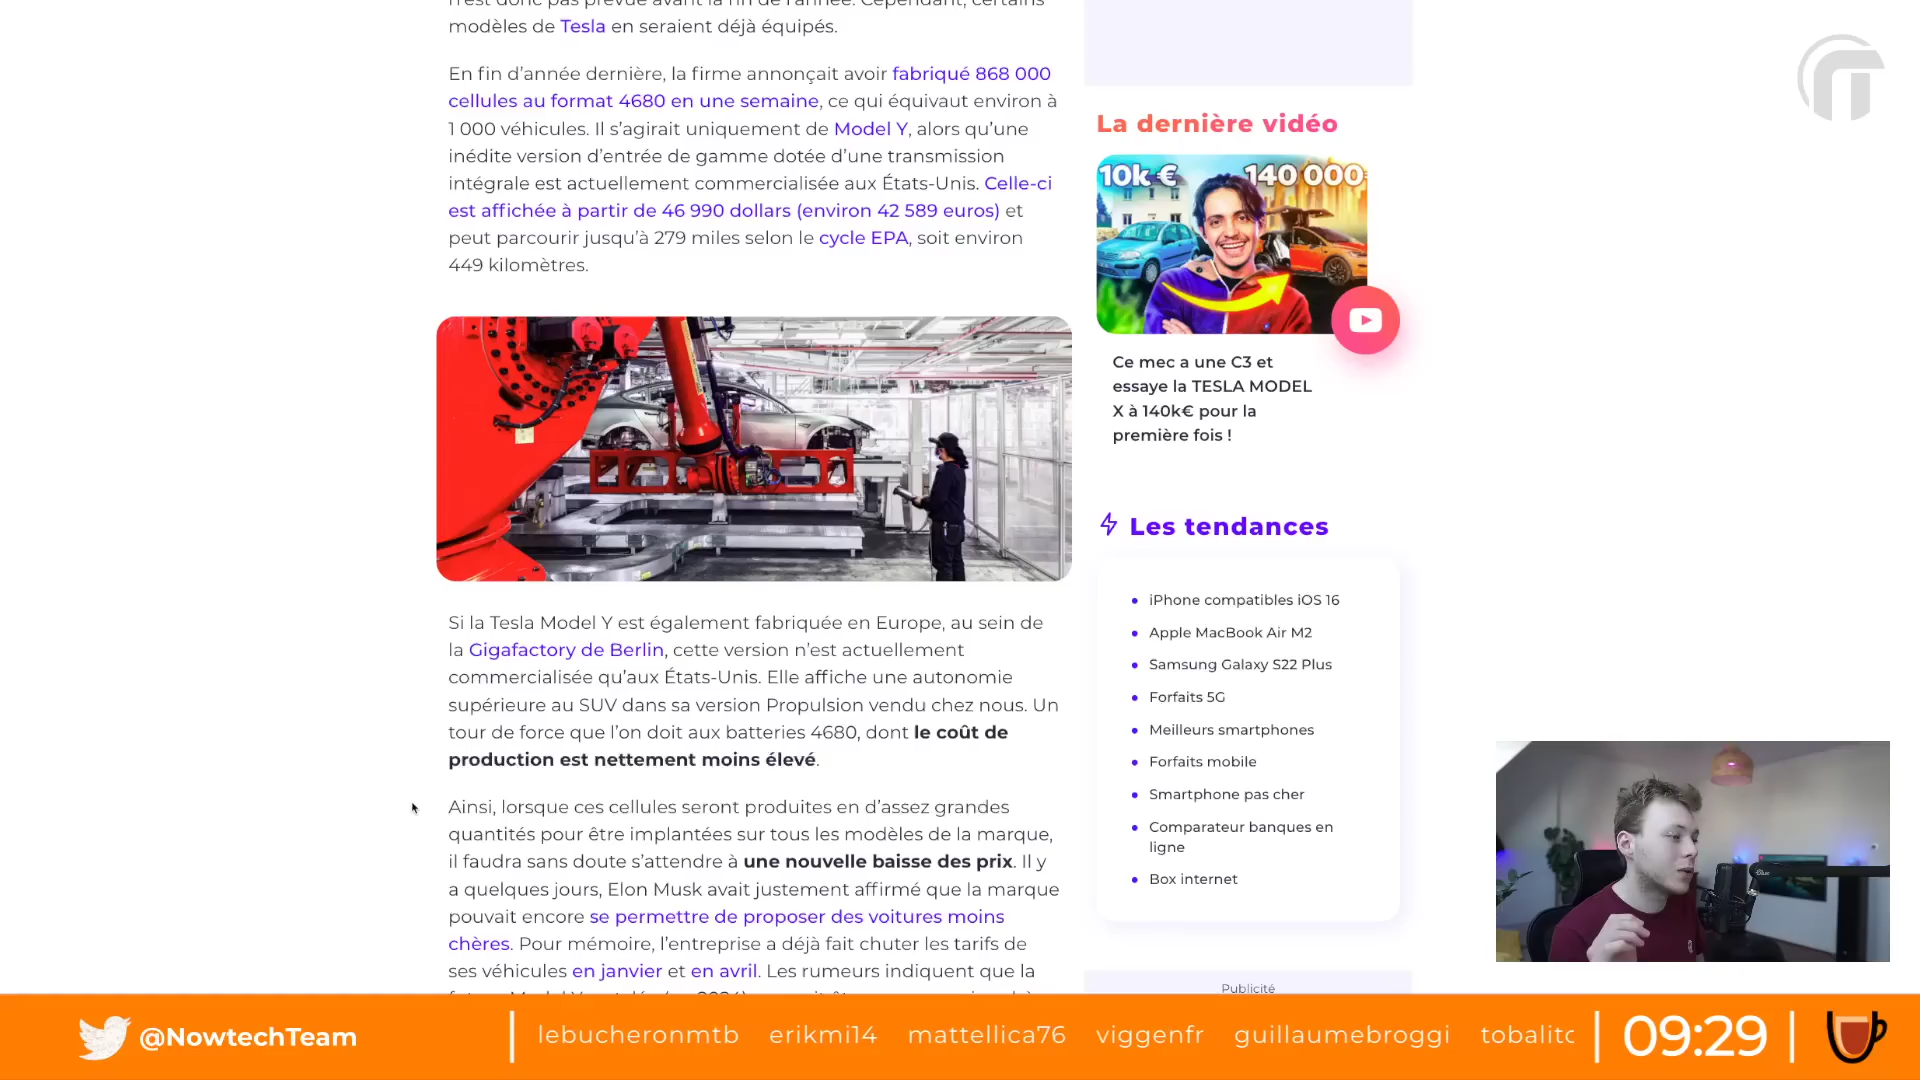 modèles de Tesla en seraient déjà équipés.
En fin d’année dernière, la firme annonçait avoir fabriqué 868 000
cellules au format 4680 en une semaine, ce qui équivaut environ à
1 000 véhicules. Il s’agirait uniquement de Model Y, alors qu’une
inédite version d’entrée de gamme dotée d’une transmission
intégrale est actuellement commercialisée aux États-Unis. Celle-ci
est affichée à partir de 46 990 dollars (environ 42 589 euros) et
peut parcourir jusqu’à 279 miles selon le cycle EPA, soit environ
449 kilomètres.
Si la Tesla Model Y est également fabriquée en Europe, au sein de
la Gigafactory de Berlin, cette version n’est actuellement
commercialisée qu’aux États-Unis. Elle affiche une autonomie
supérieure au SUV dans sa version Propulsion vendu chez nous. Un
tour de force que l’on doit aux batteries 4680, dont le coût de
production est nettement moins élevé.
Ainsi, lorsque ces cellules seront produites en d’assez grandes
quantités pour être implantées sur tous les modèles de la marque,
il faudra sans doute s’attendre à une nouvelle baisse des prix. Il y
a quelques jours, Elon Musk avait justement affirmé que la marque
pouvait encore se permettre de proposer des voitures moins
chères. Pour mémoire, l’entreprise a déjà fait chuter les tarifs de
ses véhicules en janvier et en avril. Les rumeurs indiquent que la
La dernière vidéo
10k € 140 000
Ce mec a une C3 et
essaye la TESLA MODEL
X à 140k€ pour la
première fois !
Les tendances
iPhone compatibles iOS 16
Apple MacBook Air M2
Samsung Galaxy S22 Plus
Forfaits 5G
Meilleurs smartphones
Forfaits mobile
Smartphone pas cher
Comparateur banques en
ligne
Box internet
Publicité
@NowtechTeam lebucheronmtb erikmi14 mattellica76 viggenfr guillaumebroggi tobalitc 09:29